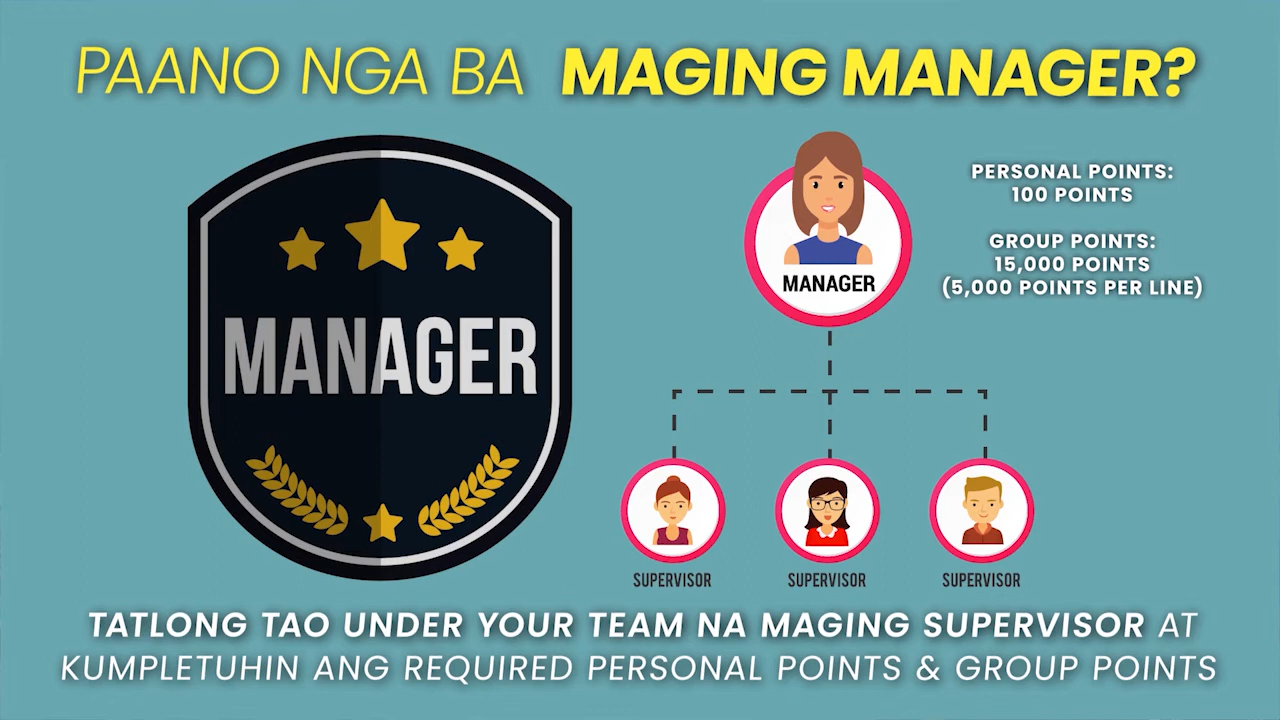 PAANO NGA BA MAGING MANAGER?
MANAGER
MANAGER
PERSONAL POINTS:
100 POINTS
GROUP POINTS:
15,000 POINTS
(5,000 POINTS PER LINE)
SUPERVISOR
SUPERVISOR
SUPERVISOR
TATLONG TAO UNDER YOUR TEAM NA MAGING SUPERVISOR AT
KUMPLETUHIN ANG REQUIRED PERSONAL POINTS & GROUP POINTS